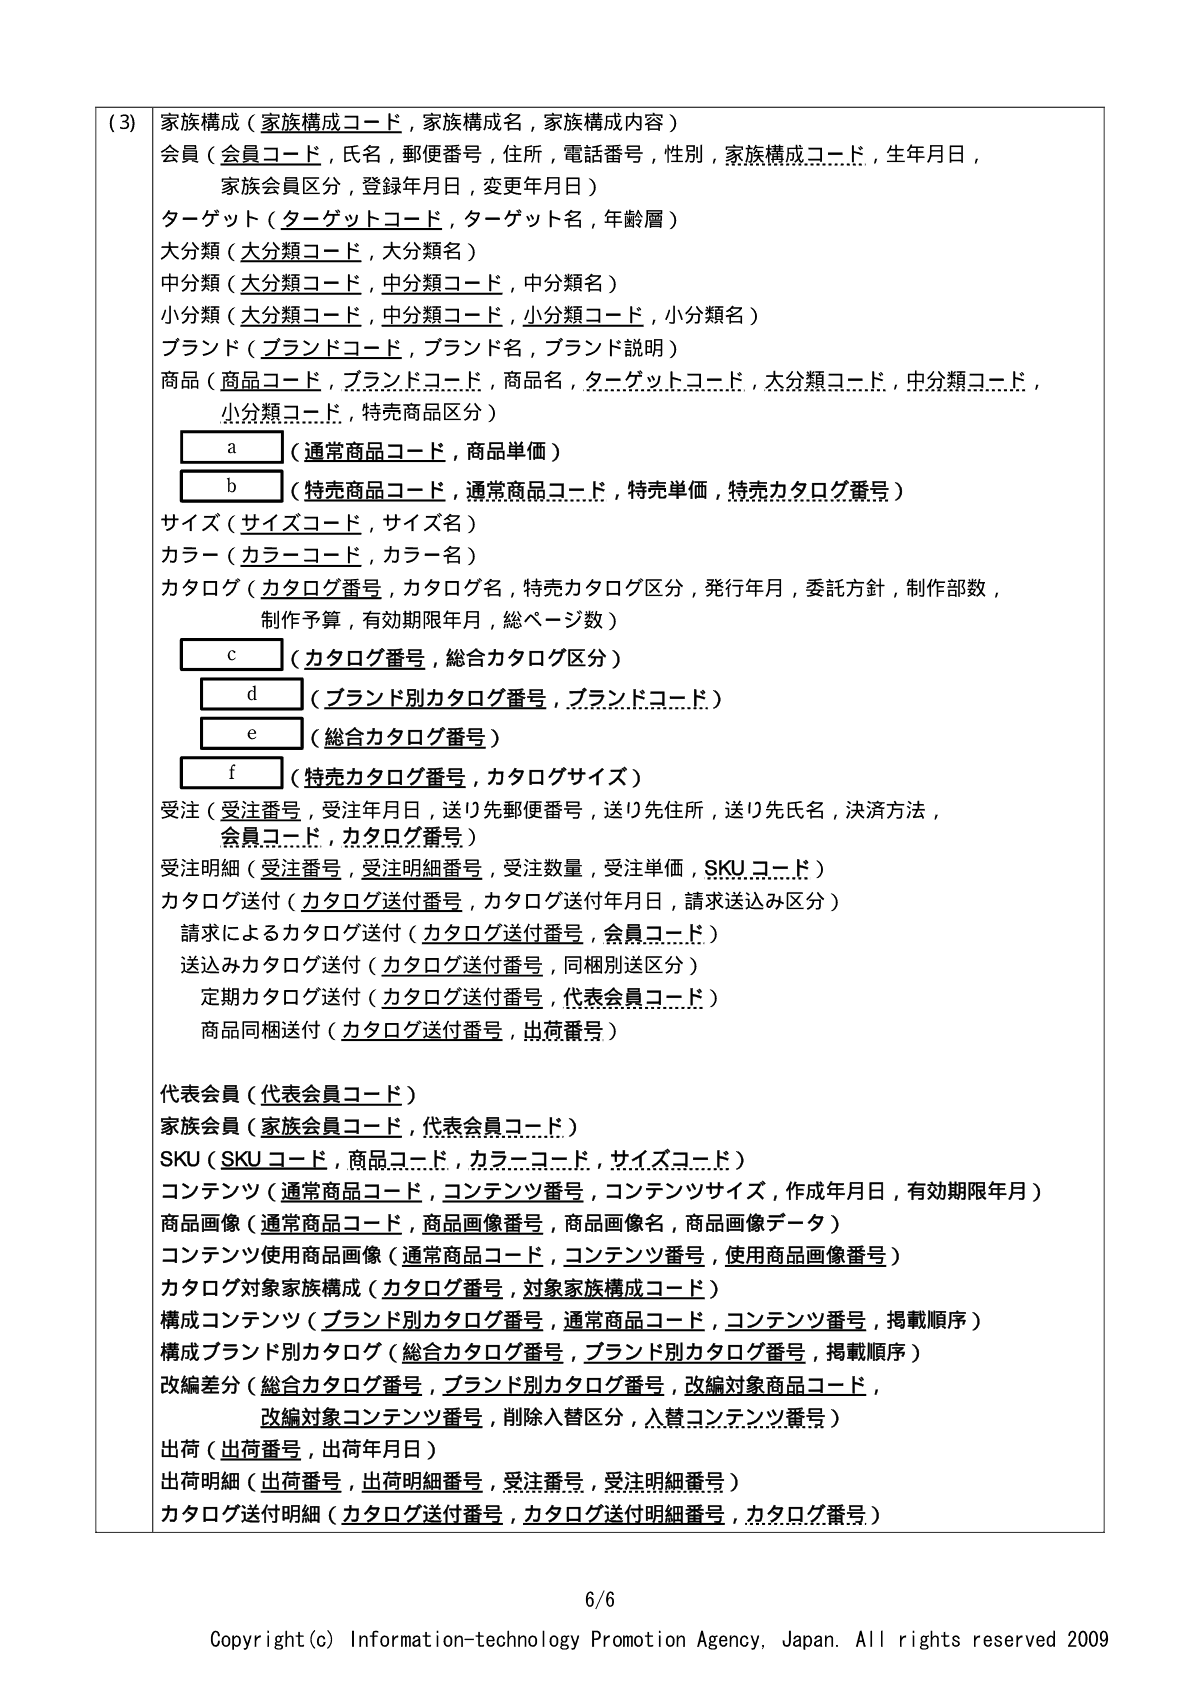 (3) 家族構成（家族構成コード，家族構成名，家族構成内容）
会員（会員コード，氏名，郵便番号，住所，電話番号，性別，家族構成コード，生年月日，
家族会員区分，登録年月日，変更年月日）
ターゲット（ターゲットコード，ターゲット名，年齢層）
大分類（大分類コード，大分類名）
中分類（大分類コード，中分類コード，中分類名）
小分類（大分類コード，中分類コード，小分類コード，小分類名）
ブランド（ブランドコード，ブランド名，ブランド説明）
商品（商品コード，ブランドコード，商品名，ターゲットコード，大分類コード，中分類コード，
小分類コード，特売商品区分）
a（通常商品コード，商品単価）
b（特売商品コード，通常商品コード，特売単価，特売カタログ番号）
サイズ（サイズコード，サイズ名）
カラー（カラーコード，カラー名）
カタログ（カタログ番号，カタログ名，特売カタログ区分，発行年月，委託方針，制作部数，
制作予算，有効期限年月，総ページ数）
c（カタログ番号，総合カタログ区分）
d（ブランド別カタログ番号，ブランドコード）
e（総合カタログ番号）
f（特売カタログ番号，カタログサイズ）
受注（受注番号，受注年月日，送り先郵便番号，送り先住所，送り先氏名，決済方法，
会員コード，カタログ番号）
受注明細（受注番号，受注明細番号，受注数量，受注単価，SKU コード）
カタログ送付（カタログ送付番号，カタログ送付年月日，請求送込み区分）
請求によるカタログ送付（カタログ送付番号，会員コード）
送込みカタログ送付（カタログ送付番号，同梱別送区分）
定期カタログ送付（カタログ送付番号，代表会員コード）
商品同梱送付（カタログ送付番号，出荷番号）
代表会員（代表会員コード）
家族会員（家族会員コード，代表会員コード）
SKU（SKU コード，商品コード，カラーコード，サイズコード）
コンテンツ（通常商品コード，コンテンツ番号，コンテンツサイズ，作成年月日，有効期限年月）
商品画像（通常商品コード，商品画像番号，商品画像名，商品画像データ）
コンテンツ使用商品画像（通常商品コード，コンテンツ番号，使用商品画像番号）
カタログ対象家族構成（カタログ番号，対象家族構成コード）
構成コンテンツ（ブランド別カタログ番号，通常商品コード，コンテンツ番号，掲載順序）
構成ブランド別カタログ（総合カタログ番号，ブランド別カタログ番号，掲載順序）
改編差分（総合カタログ番号，ブランド別カタログ番号，改編対象商品コード，
改編対象コンテンツ番号，削除入替区分，入替コンテンツ番号）
出荷（出荷番号，出荷年月日）
出荷明細（出荷番号，出荷明細番号，受注番号，受注明細番号）
カタログ送付明細（カタログ送付番号，カタログ送付明細番号，カタログ番号）
6/6
Copyright(c) Information-technology Promotion Agency, Japan. All rights reserved 2009